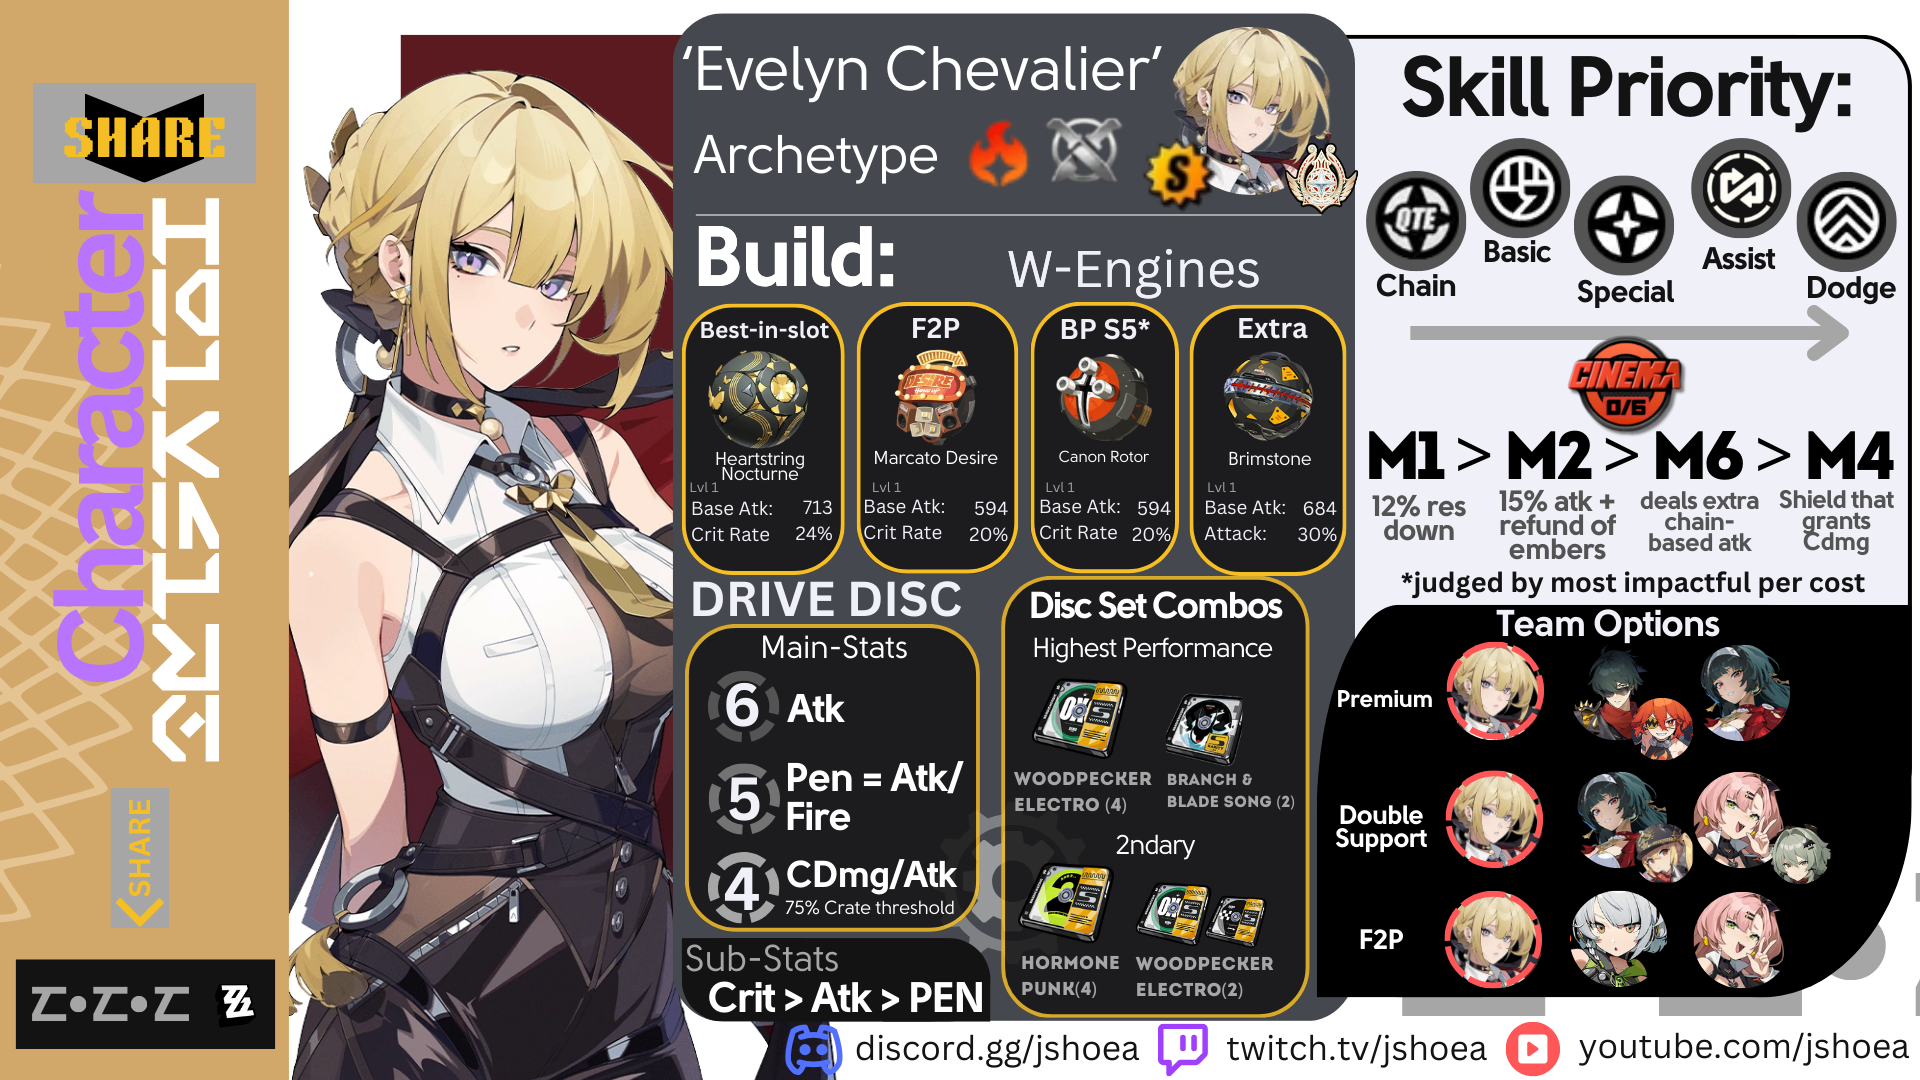 SHARE
Character
SHARE
Z•Z•Z
'Evelyn Chevalier'
Archetype
S
Build:
W-Engines
Best-in-slot
Heartstring
Nocturne
Lvl 1
Base Atk: 713
Crit Rate 24%
F2P
Marcato Desire
Lvl 1
Base Atk: 594
Crit Rate 20%
BP S5*
Canon Rotor
Lvl 1
Base Atk: 594
Crit Rate 20%
Extra
Brimstone
Lvl 1
Base Atk: 684
Attack: 30%
DRIVE DISC
Main-Stats
6 Atk
5 Pen = Atk/
Fire
4 CDmg/Atk
75% Crate threshold
Sub-Stats
Crit > Atk > PEN
Disc Set Combos
Highest Performance
WOODPECKER
ELECTRO (4)
BRANCH &
BLADE SONG (2)
2ndary
HORMONE
PUNK(4)
WOODPECKER
ELECTRO(2)
Skill Priority:
QTE
Chain
Basic
Special
Assist
Dodge
CINEMA
0/6
M1 > M2 > M6 > M4
12% res
down
15% atk +
refund of
embers
deals extra
chain-
based atk
Shield that
grants
Cdmg
*judged by most impactful per cost
Team Options
Premium
Double
Support
F2P
discord.gg/jshoea
twitch.tv/jshoea
youtube.com/jshoea